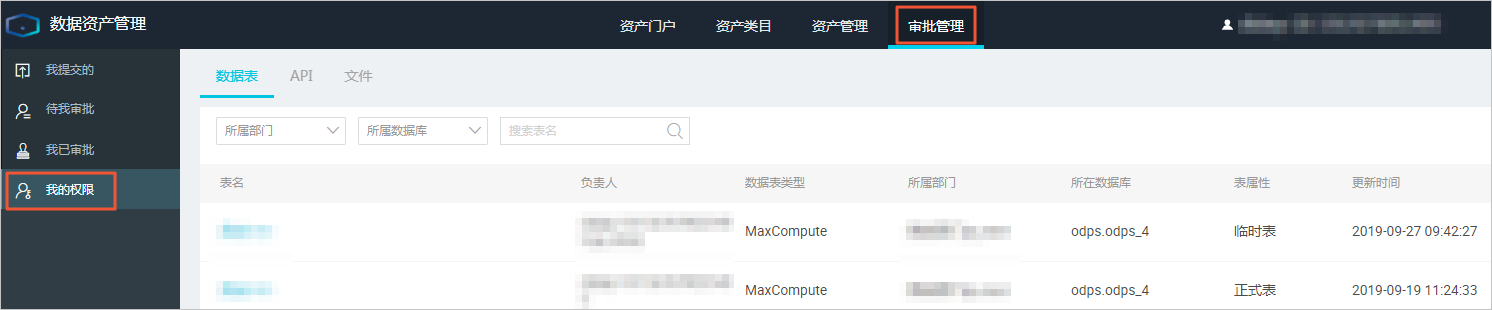 数据资产管理 资产门户 资产类目 资产管理 审批管理
我提交的
待我审批
我已审批
我的权限
数据表 API 文件
所属部门 所属数据库 搜索表名
表名 负责人 数据表类型 所属部门 所在数据库 表属性 更新时间
MaxCompute odps.odps_4 临时表 2019-09-27 09:42:27
MaxCompute odps.odps_4 正式表 2019-09-19 11:24:33